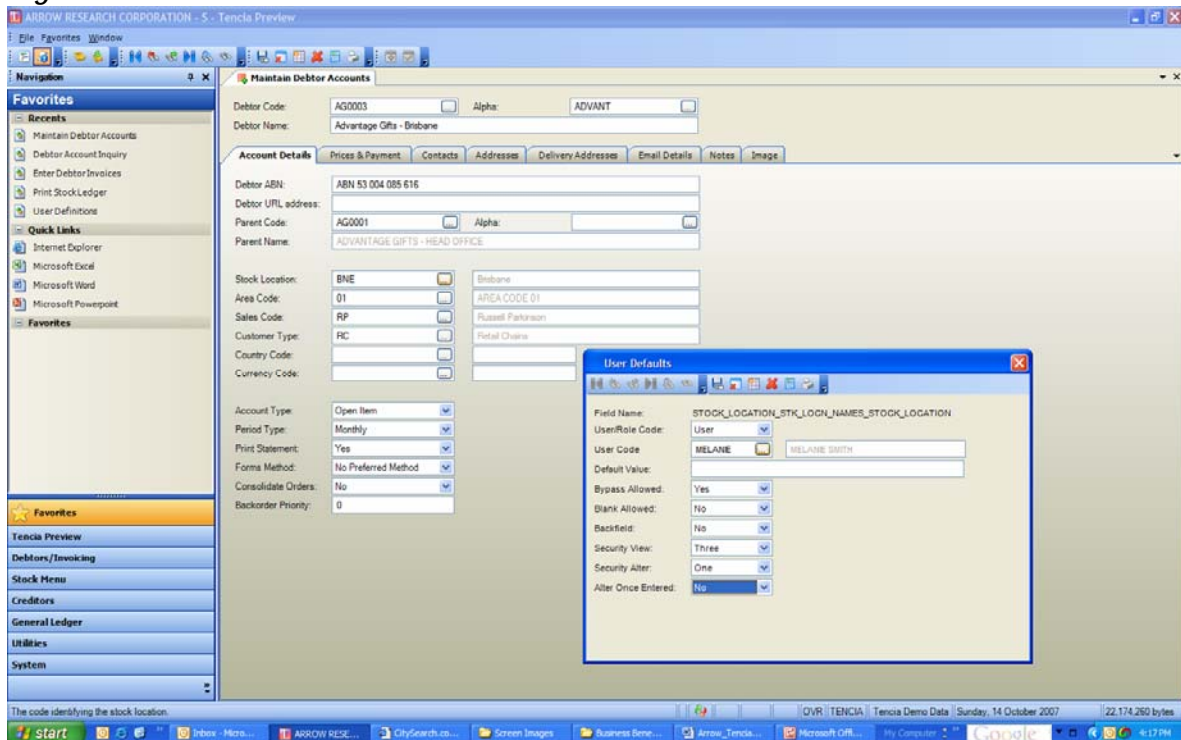 ARROW RESEARCH CORPORATION - S - Tencia Preview
File Favorites Window
Navigation
Maintain Debtor Accounts
Favorites
Recents
Maintain Debtor Accounts
Debtor Account Inquiry
Enter Debtor Invoices
Print Stock Ledger
User Definitions
Quick Links
Internet Explorer
Microsoft Excel
Microsoft Word
Microsoft Powerpoint
Favorites
Debtor Code: AG0003 Alpha: ADVANT
Debtor Name: Advantage Gifts - Brisbane
Account Details Prices & Payment Contacts Addresses Delivery Addresses Email Details Notes Image
Debtor ABN: ABN 53 004 085 616
Debtor URL address:
Parent Code: AG0001 Alpha:
Parent Name: ADVANTAGE GIFTS - HEAD OFFICE
Stock Location: BNE Brisbane
Area Code: 01 AREA CODE 01
Sales Code: RP Russell Parkinson
Customer Type: RC Retail Chains
Country Code:
Currency Code:
Account Type: Open Item
Period Type: Monthly
Print Statement: Yes
Forms Method: No Preferred Method
Consolidate Orders: No
Backorder Priority: 0
User Defaults
Field Name: STOCK_LOCATION_STK_LOCN_NAMES_STOCK_LOCATION
User/Role Code: User
User Code MELANIE MELANIE SMITH
Default Value:
Bypass Allowed: Yes
Blank Allowed: No
Backfield: No
Security View: Three
Security Alter: One
Alter Once Entered: No
Favorites
Tencia Preview
Debtors/Invoicing
Stock Menu
Creditors
General Ledger
Utilities
System
The code identifying the stock location. OVR TENCIA Tencia Demo Data Sunday, 14 October 2007 22,174,260 bytes
start Inbox - Micro... ARROW RESE... CitySearch.co... Screen Images Business Bene... Arrow_Tencia... Microsoft Offi... My Computer Google 4:17 PM